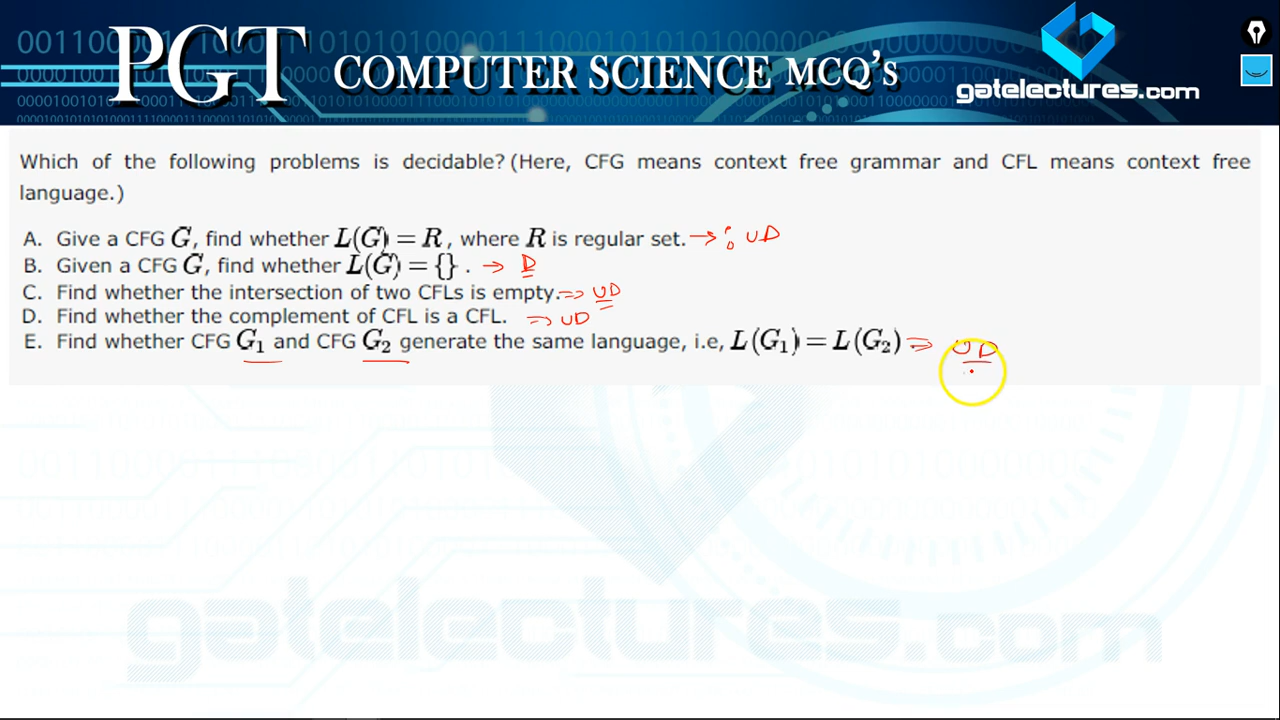 PGT COMPUTER SCIENCE MCQ'S
gatelectures.com
Which of the following problems is decidable? (Here, CFG means context free grammar and CFL means context free
language.)
A. Give a CFG G, find whether L(G) = R, where R is regular set. → : UD
B. Given a CFG G, find whether L(G) = {} . → D
C. Find whether the intersection of two CFLs is empty. ⇒ UD
D. Find whether the complement of CFL is a CFL. ⇒ UD
E. Find whether CFG G₁ and CFG G₂ generate the same language, i.e, L(G₁) = L(G₂) ⇒ UD
gatelectures.com